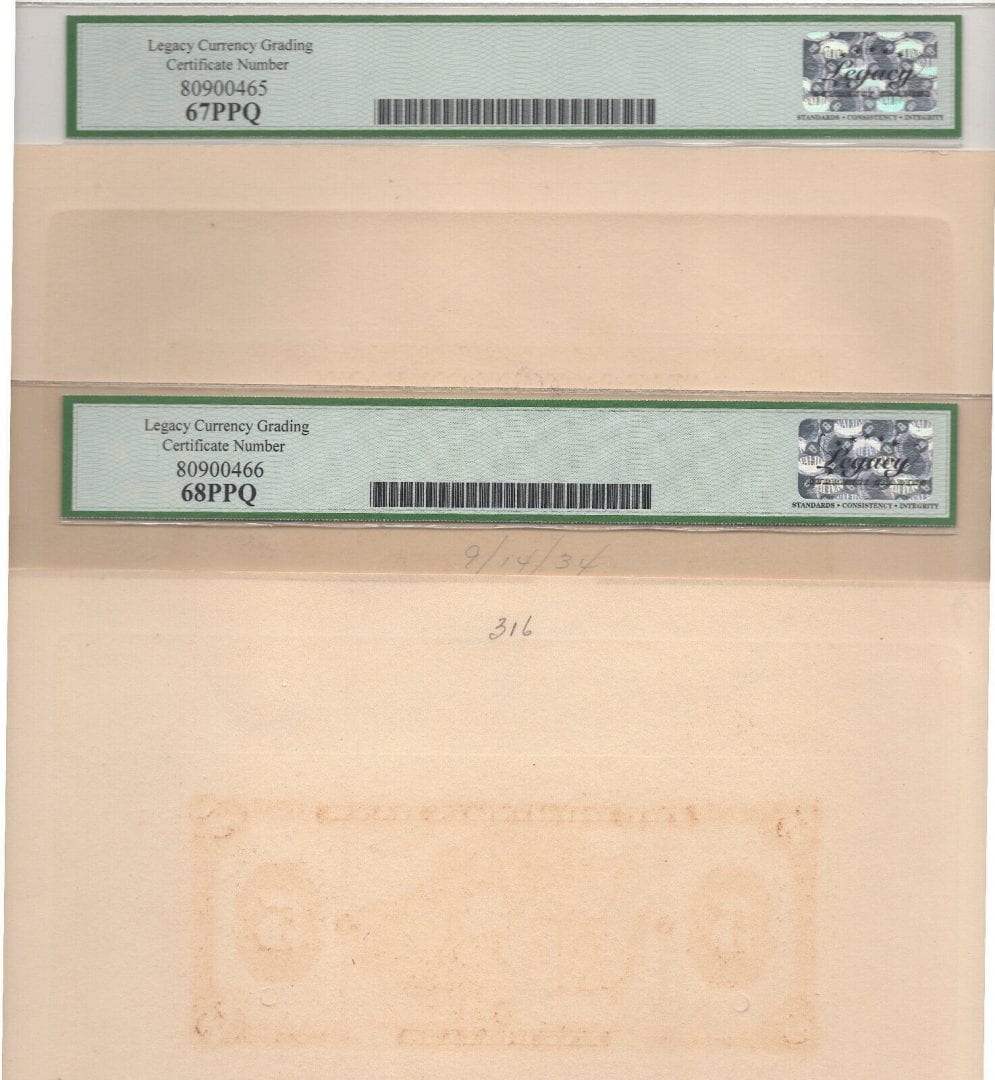 Legacy Currency Grading
Certificate Number
80900465
67PPQ
Legacy
STANDARDS • CONSISTENCY • INTEGRITY
Legacy Currency Grading
Certificate Number
80900466
68PPQ
Legacy
STANDARDS • CONSISTENCY • INTEGRITY
9/14/34
316